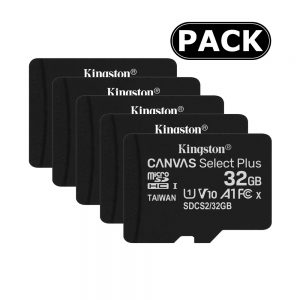 PACK
Kingston
Kingston
Kingston
Kingston
Kingston
CANVAS Select Plus
micro SD HC I 32GB
TAIWAN U1 V10 A1 FC X
SDCS2/32GB